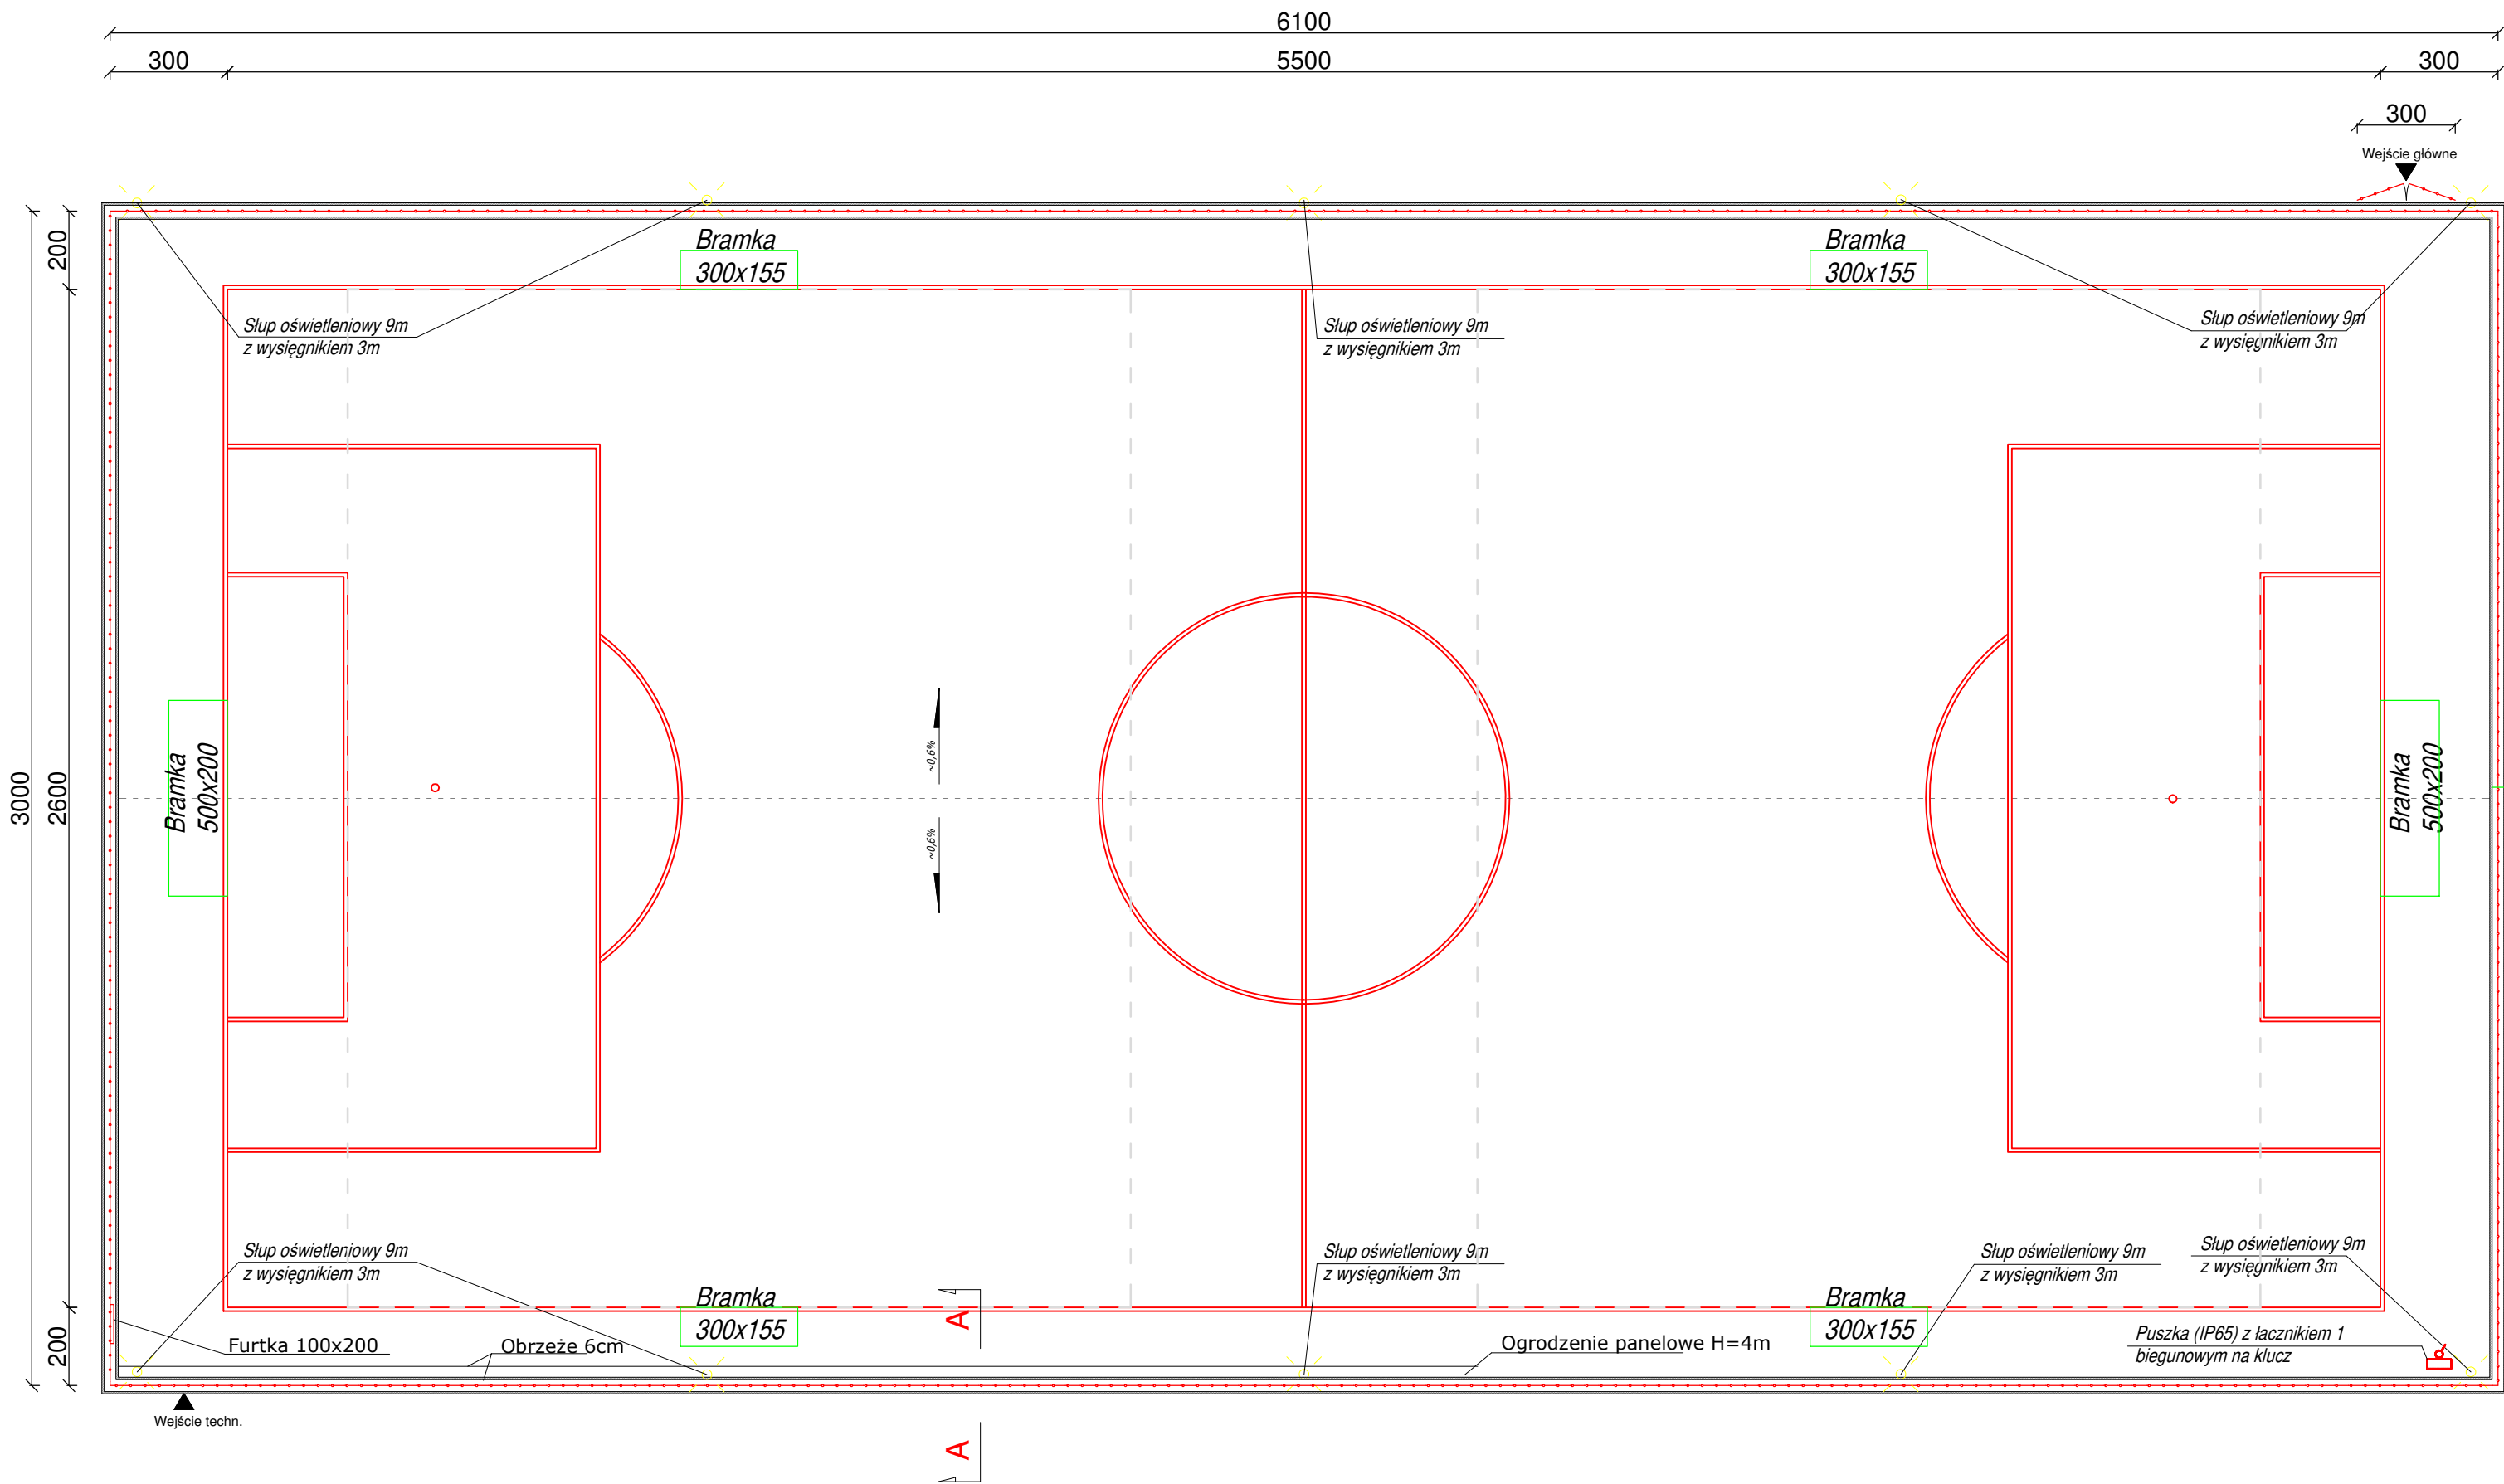 6100
300
5500
300
300
Wejście główne
200
Bramka
300x155
Bramka
300x155
Słup oświetleniowy 9m
z wysięgnikiem 3m
Słup oświetleniowy 9m
z wysięgnikiem 3m
Słup oświetleniowy 9m
z wysięgnikiem 3m
3000
2600
Bramka
500x200
~0,6%
~0,6%
Bramka
500x200
Słup oświetleniowy 9m
z wysięgnikiem 3m
Słup oświetleniowy 9m
z wysięgnikiem 3m
Słup oświetleniowy 9m
z wysięgnikiem 3m
Słup oświetleniowy 9m
z wysięgnikiem 3m
200
Furtka 100x200
Obrzeże 6cm
Bramka
300x155
A
Ogrodzenie panelowe H=4m
Bramka
300x155
Puszka (IP65) z łacznikiem 1
biegunowym na klucz
Wejście techn.
A